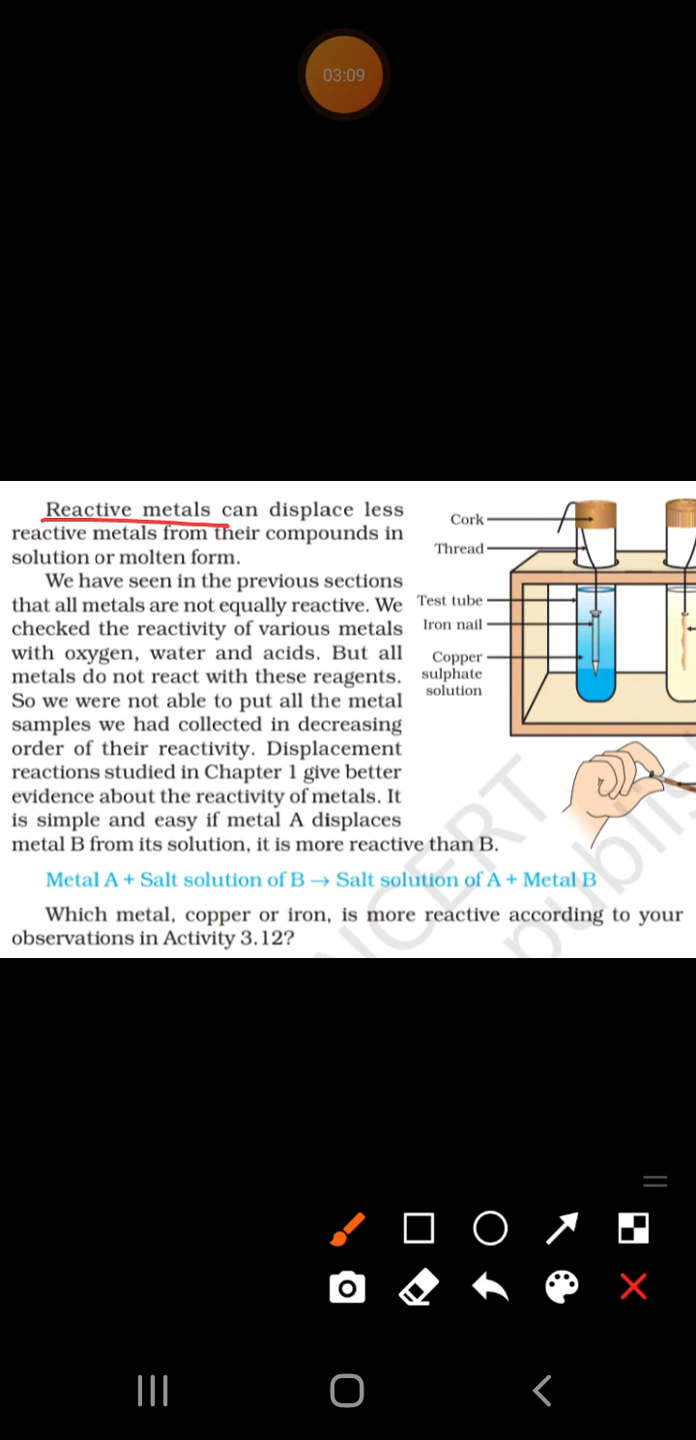 03:09
Reactive metals can displace less
reactive metals from their compounds in
solution or molten form.
We have seen in the previous sections
that all metals are not equally reactive. We
checked the reactivity of various metals
with oxygen, water and acids. But all
metals do not react with these reagents.
So we were not able to put all the metal
samples we had collected in decreasing
order of their reactivity. Displacement
reactions studied in Chapter 1 give better
evidence about the reactivity of metals. It
is simple and easy if metal A displaces
metal B from its solution, it is more reactive than B.
Cork
Thread
Test tube
Iron nail
Copper
sulphate
solution
Metal A + Salt solution of B → Salt solution of A + Metal B
Which metal, copper or iron, is more reactive according to your
observations in Activity 3.12?
NCERT